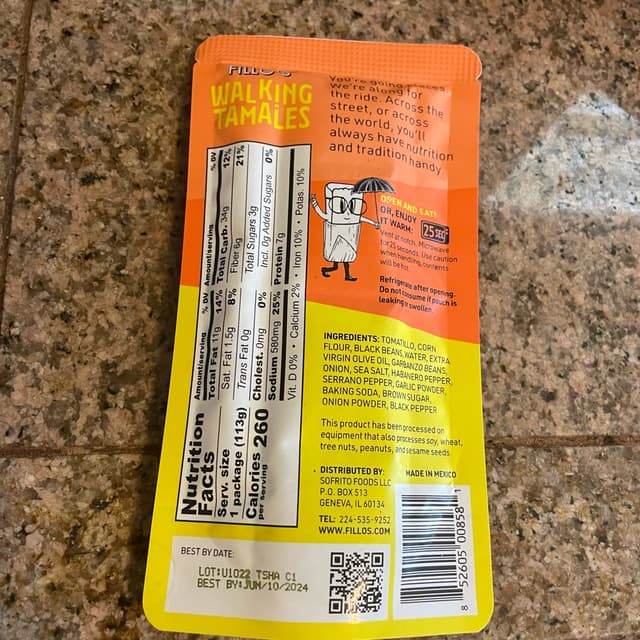 FILLO'S
WALKING
TAMALES
You're going places
We're along for
the ride. Across the
street, or across
the world, you'll
always have nutrition
and tradition handy.
OPEN AND EAT!
OR, ENJOY
IT WARM:
25 SEC
Vent at notch. Microwave
for 25 seconds. Use caution
when handling, contents
will be hot.
Refrigerate after opening.
Do not consume if pouch is
leaking or swollen.
Nutrition
Facts
Serv. size
1 package (113g)
Calories 260
per serving
Amount/serving % DV
Total Fat 11g 14%
Sat. Fat 1.5g 8%
Trans Fat 0g
Cholest. 0mg 0%
Sodium 580mg 25%
Amount/serving % DV
Total Carb. 34g 12%
Fiber 6g 21%
Total Sugars 3g
Incl. 0g Added Sugars 0%
Protein 7g
Vit. D 0% • Calcium 2% • Iron 10% • Potas. 10%
INGREDIENTS: TOMATILLO, CORN
FLOUR, BLACK BEANS, WATER, EXTRA
VIRGIN OLIVE OIL, GARBANZO BEANS,
ONION, SEA SALT, HABANERO PEPPER,
SERRANO PEPPER, GARLIC POWDER,
BAKING SODA, BROWN SUGAR,
ONION POWDER, BLACK PEPPER
This product has been processed on
equipment that also processes soy, wheat,
tree nuts, peanuts, and sesame seeds.
DISTRIBUTED BY:
SOFRITO FOODS LLC
P.O. BOX 513
GENEVA, IL 60134
TEL: 224-535-9252
WWW.FILLOS.COM
MADE IN MEXICO
8 52605 00858 1
BEST BY DATE:
LOT:U1022 TSHA C1
BEST BY:JUN/10/2024